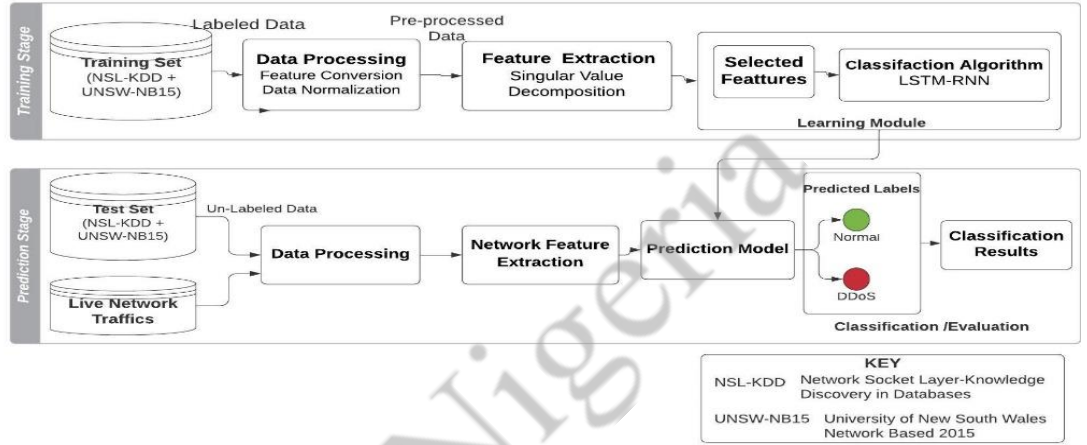 Training Stage
Labeled Data
Pre-processed
Data
Training Set
(NSL-KDD +
UNSW-NB15)
Data Processing
Feature Conversion
Data Normalization
Feature Extraction
Singular Value
Decomposition
Selected
Feattures
Classifaction Algorithm
LSTM-RNN
Learning Module
Prediction Stage
Test Set
(NSL-KDD +
UNSW-NB15)
Un-Labeled Data
Live Network
Traffics
Data Processing
Network Feature
Extraction
Prediction Model
Predicted Labels
Normal
DDoS
Classification
Results
Classification /Evaluation
KEY
NSL-KDD Network Socket Layer-Knowledge
Discovery in Databases
UNSW-NB15 University of New South Wales
Network Based 2015
Nigeria